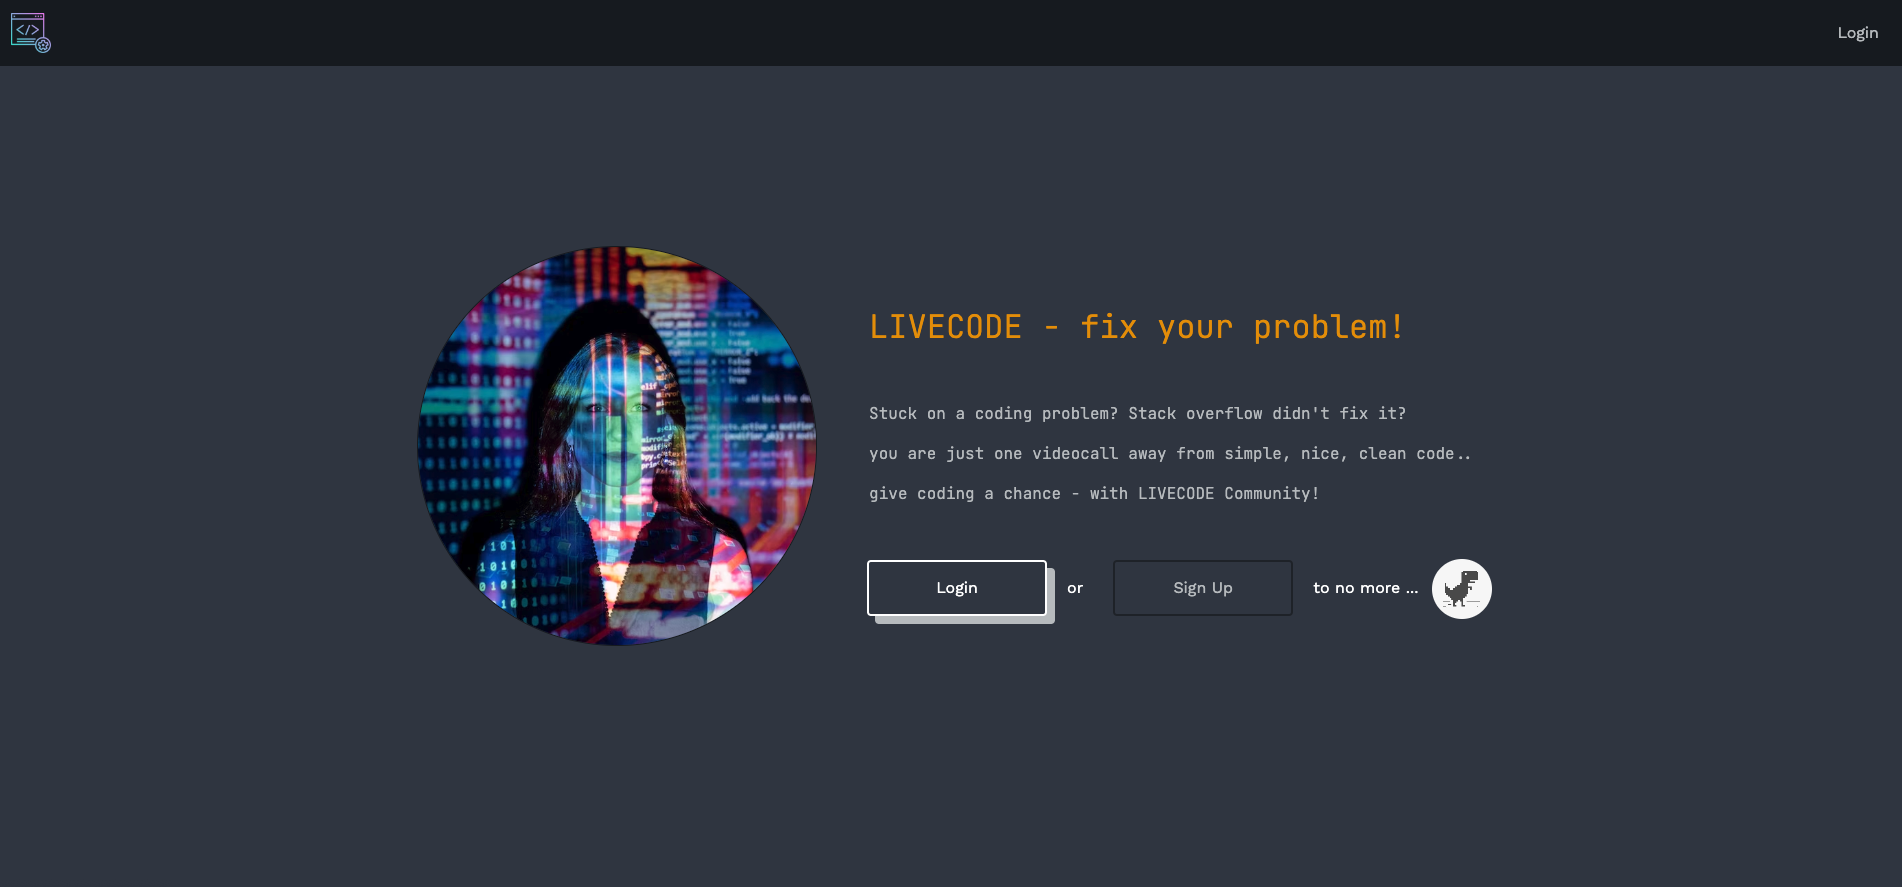 Login
LIVECODE - fix your problem!
Stuck on a coding problem? Stack overflow didn't fix it?
you are just one videocall away from simple, nice, clean code..
give coding a chance - with LIVECODE Community!
Login or Sign Up to no more ...